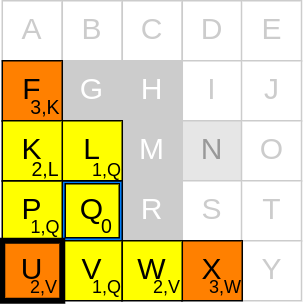 A B C D E
F 3,K G H I J
K 2,L L 1,Q M N O
P 1,Q Q 0 R S T
U 2,V V 1,Q W 2,V X 3,W Y